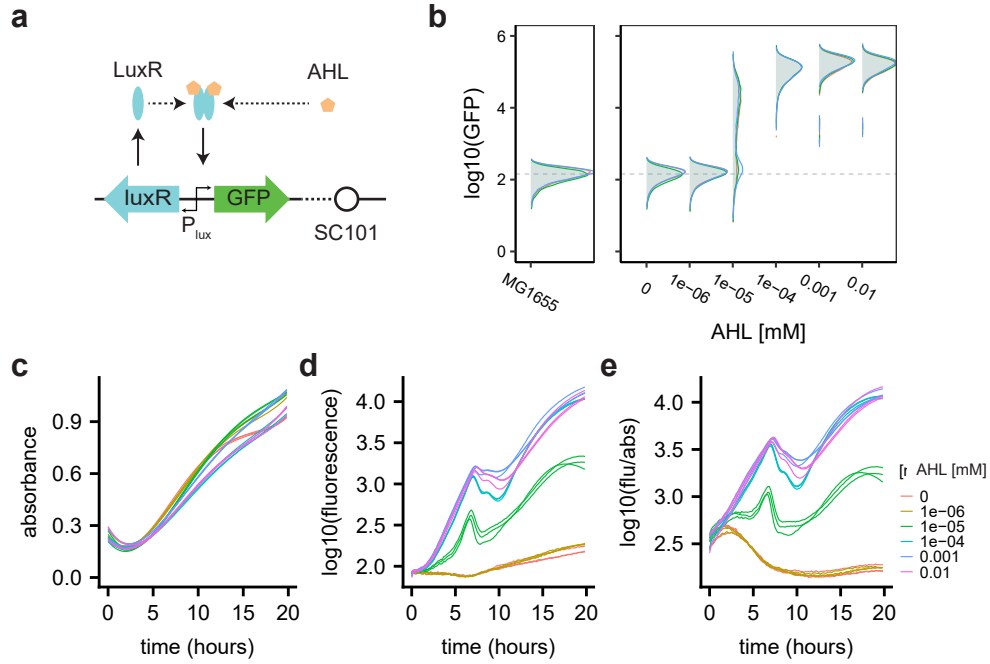 a
LuxR
AHL
luxR
GFP
P lux
SC101
b
log10(GFP)
6
4
2
0
MG1655
0
1e−06
1e−05
1e−04
0.001
0.01
AHL [mM]
c
absorbance
0.9
0.6
0.3
0.0
0 5 10 15 20
time (hours)
d
log10(fluorescence)
4.0
3.5
3.0
2.5
2.0
0 5 10 15 20
time (hours)
e
log10(flu/abs)
4.0
3.5
3.0
2.5
0 5 10 15 20
time (hours)
AHL [mM]
0
1e−06
1e−05
1e−04
0.001
0.01